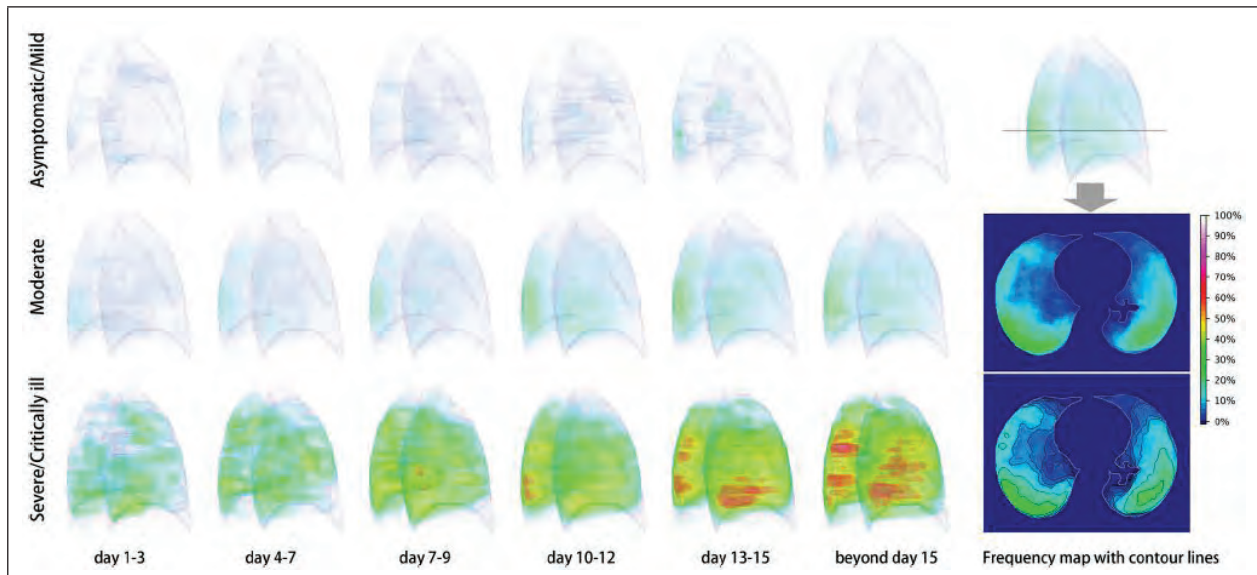 Asymptomatic/Mild
Moderate
Severe/Critically ill
100%
90%
80%
70%
60%
50%
40%
30%
20%
10%
0%
day 1-3
day 4-7
day 7-9
day 10-12
day 13-15
beyond day 15
Frequency map with contour lines